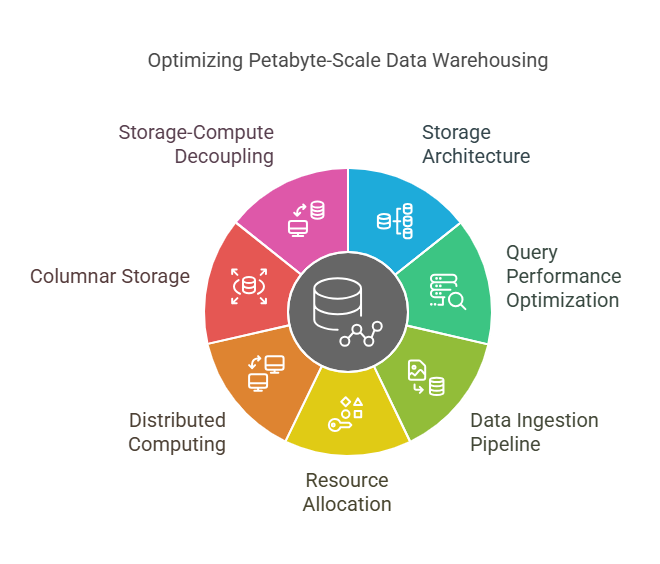 Optimizing Petabyte-Scale Data Warehousing
Storage-Compute
Decoupling
Storage
Architecture
Query
Performance
Optimization
Columnar Storage
Data Ingestion
Pipeline
Distributed
Computing
Resource
Allocation